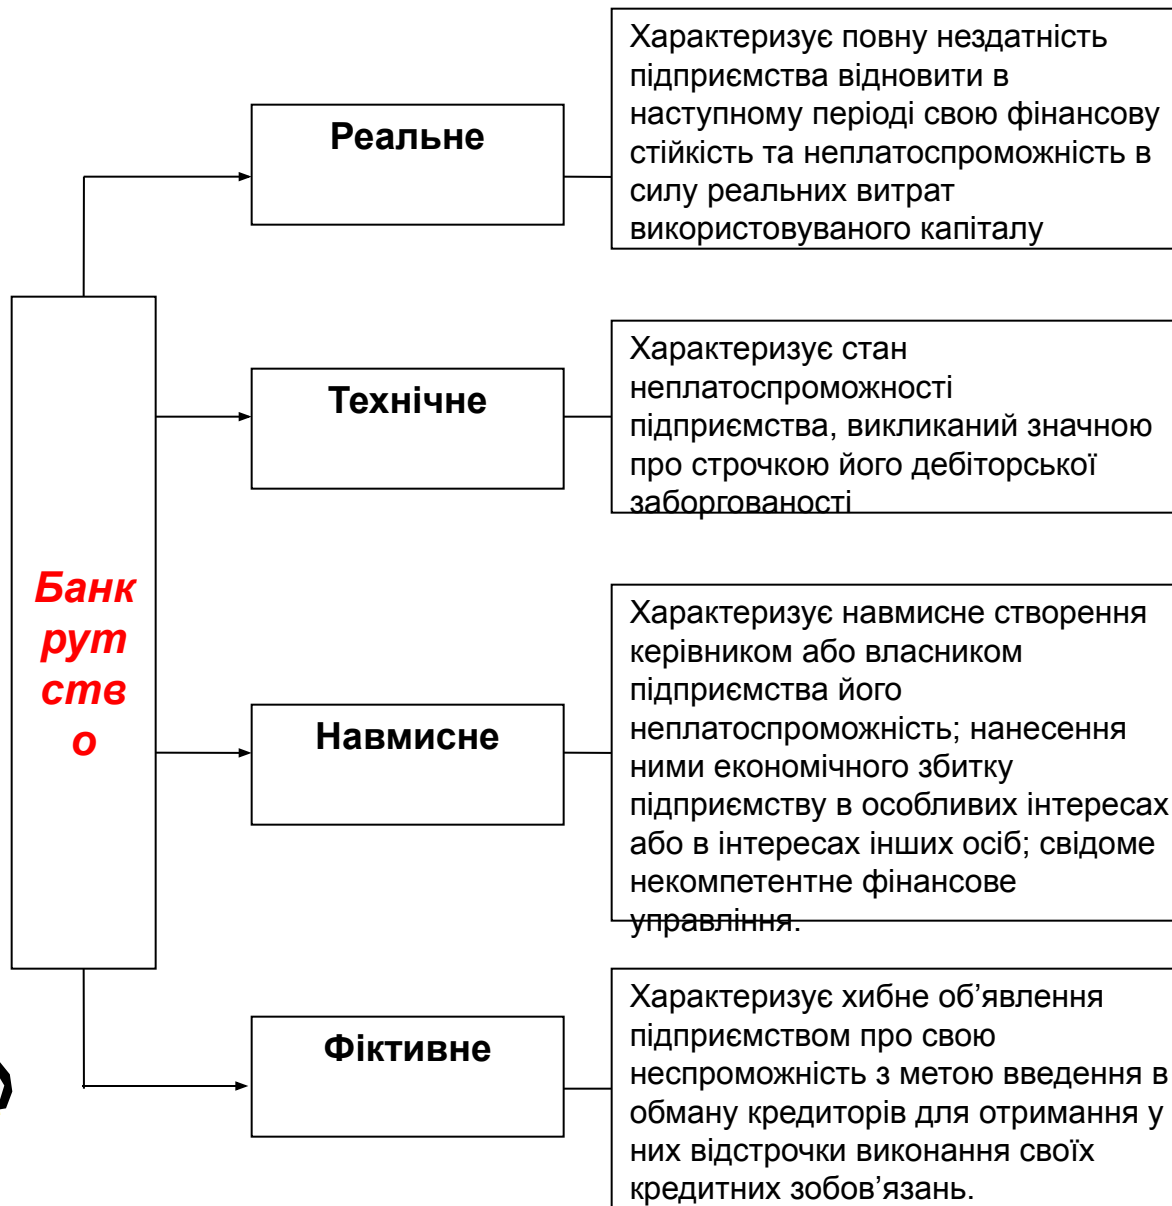 Банк
рут
ств
о
Реальне
Характеризує повну нездатність
підприємства відновити в
наступному періоді свою фінансову
стійкість та неплатоспроможність в
силу реальних витрат
використовуваного капіталу
Технічне
Характеризує стан
неплатоспроможності
підприємства, викликаний значною
про строчкою його дебіторської
заборгованості
Навмисне
Характеризує навмисне створення
керівником або власником
підприємства його
неплатоспроможність; нанесення
ними економічного збитку
підприємству в особливих інтересах
або в інтересах інших осіб; свідоме
некомпетентне фінансове
управління.
Фіктивне
Характеризує хибне об’явлення
підприємством про свою
неспроможність з метою введення в
обману кредиторів для отримання у
них відстрочки виконання своїх
кредитних зобов’язань.